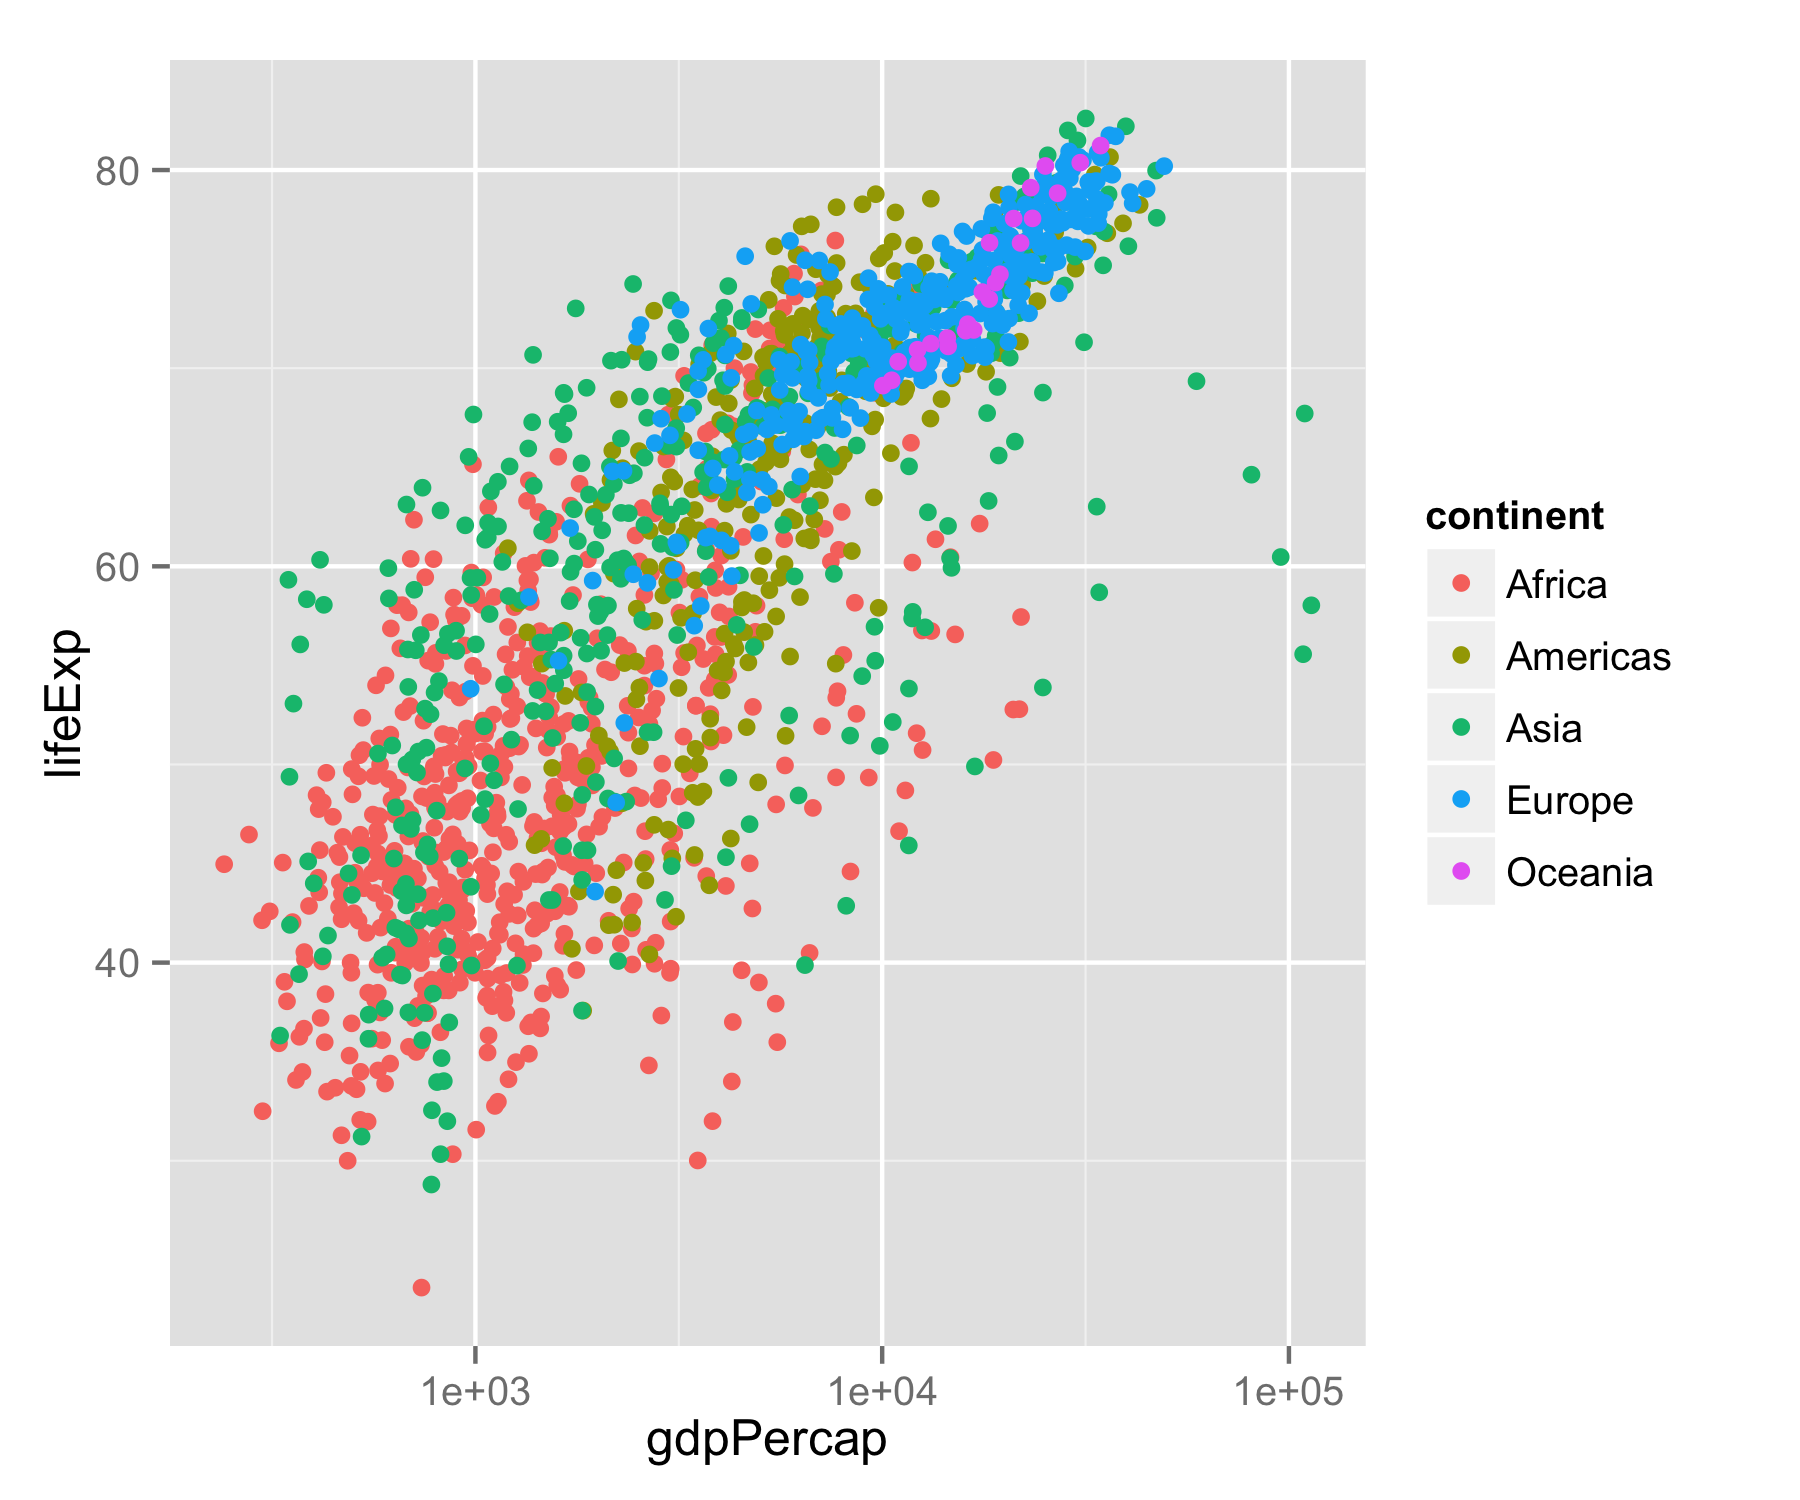 80
60
40
lifeExp
1e+03
1e+04
1e+05
gdpPercap
continent
Africa
Americas
Asia
Europe
Oceania